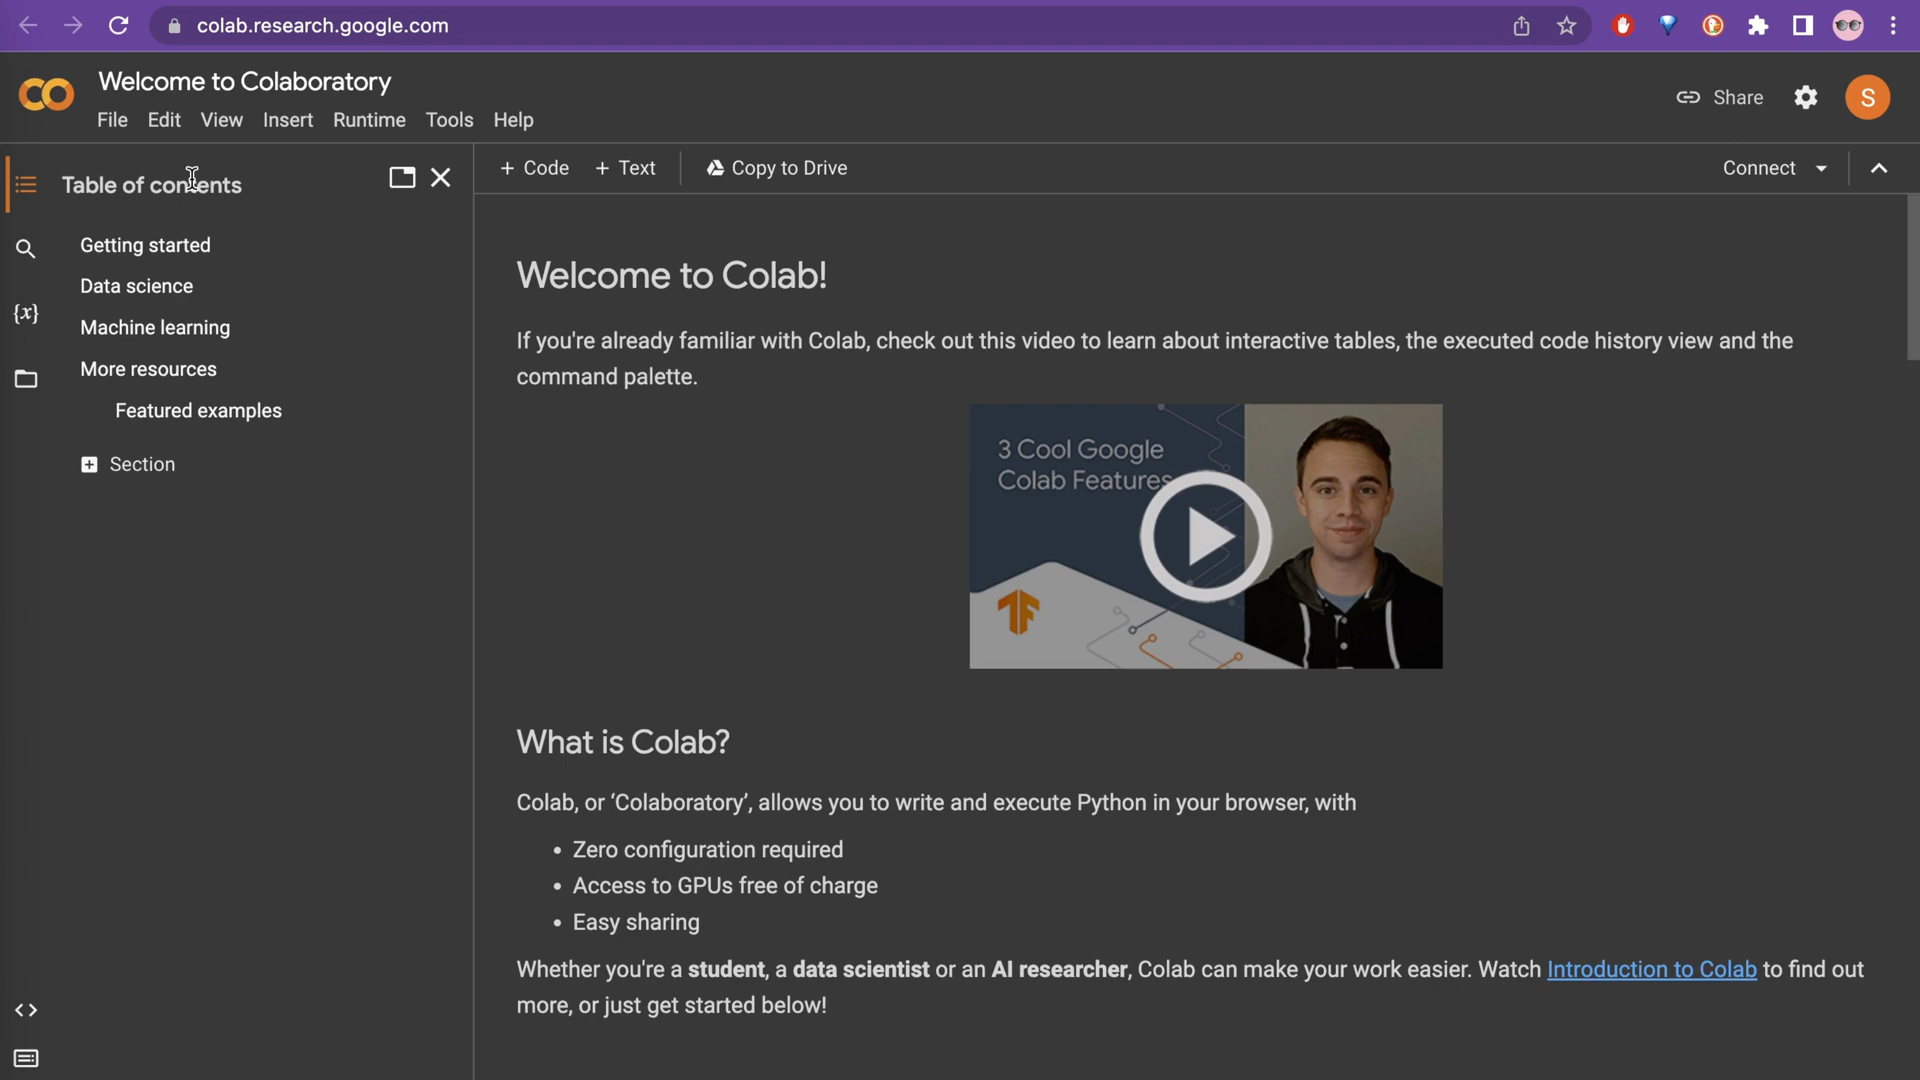 colab.research.google.com
Welcome to Colaboratory
File Edit View Insert Runtime Tools Help
Share
S
Table of contents
+ Code + Text Copy to Drive
Connect
Getting started
Data science
{x}
Machine learning
More resources
Featured examples
Section
Welcome to Colab!
If you're already familiar with Colab, check out this video to learn about interactive tables, the executed code history view and the
command palette.
3 Cool Google
Colab Features
What is Colab?
Colab, or ‘Colaboratory’, allows you to write and execute Python in your browser, with
• Zero configuration required
• Access to GPUs free of charge
• Easy sharing
Whether you're a student, a data scientist or an AI researcher, Colab can make your work easier. Watch Introduction to Colab to find out
more, or just get started below!